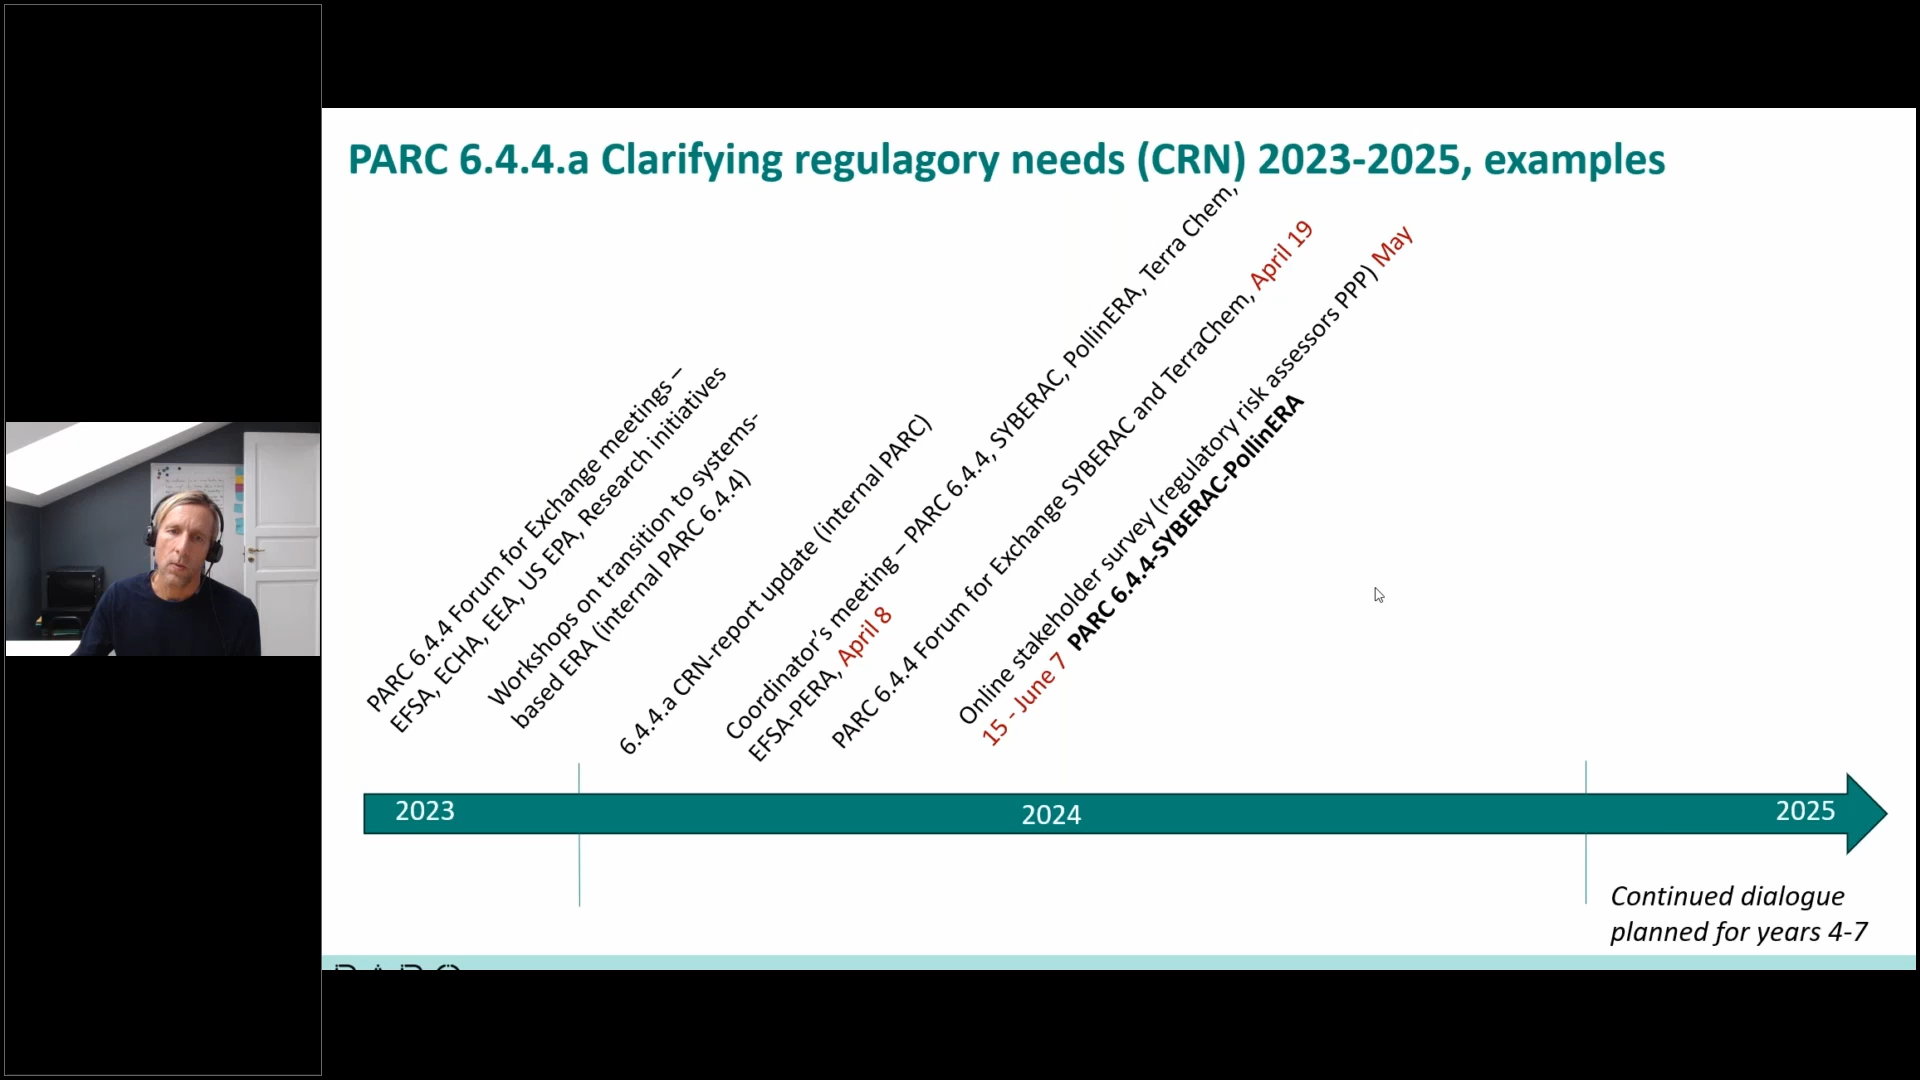 PARC 6.4.4.a Clarifying regulagory needs (CRN) 2023-2025, examples
PARC 6.4.4 Forum for Exchange meetings –
EFSA, ECHA, EEA, US EPA, Research initiatives
Workshops on transition to systems-
based ERA (internal PARC 6.4.4)
6.4.4.a CRN-report update (internal PARC)
Coordinator's meeting – PARC 6.4.4, SYBERAC, PollinERA, Terra Chem,
EFSA-PERA, April 8
PARC 6.4.4 Forum for Exchange SYBERAC and TerraChem, April 19
Online stakeholder survey (regulatory risk assessors PPP) May
15 - June 7 PARC 6.4.4-SYBERAC-PollinERA
2023
2024
2025
Continued dialogue
planned for years 4-7